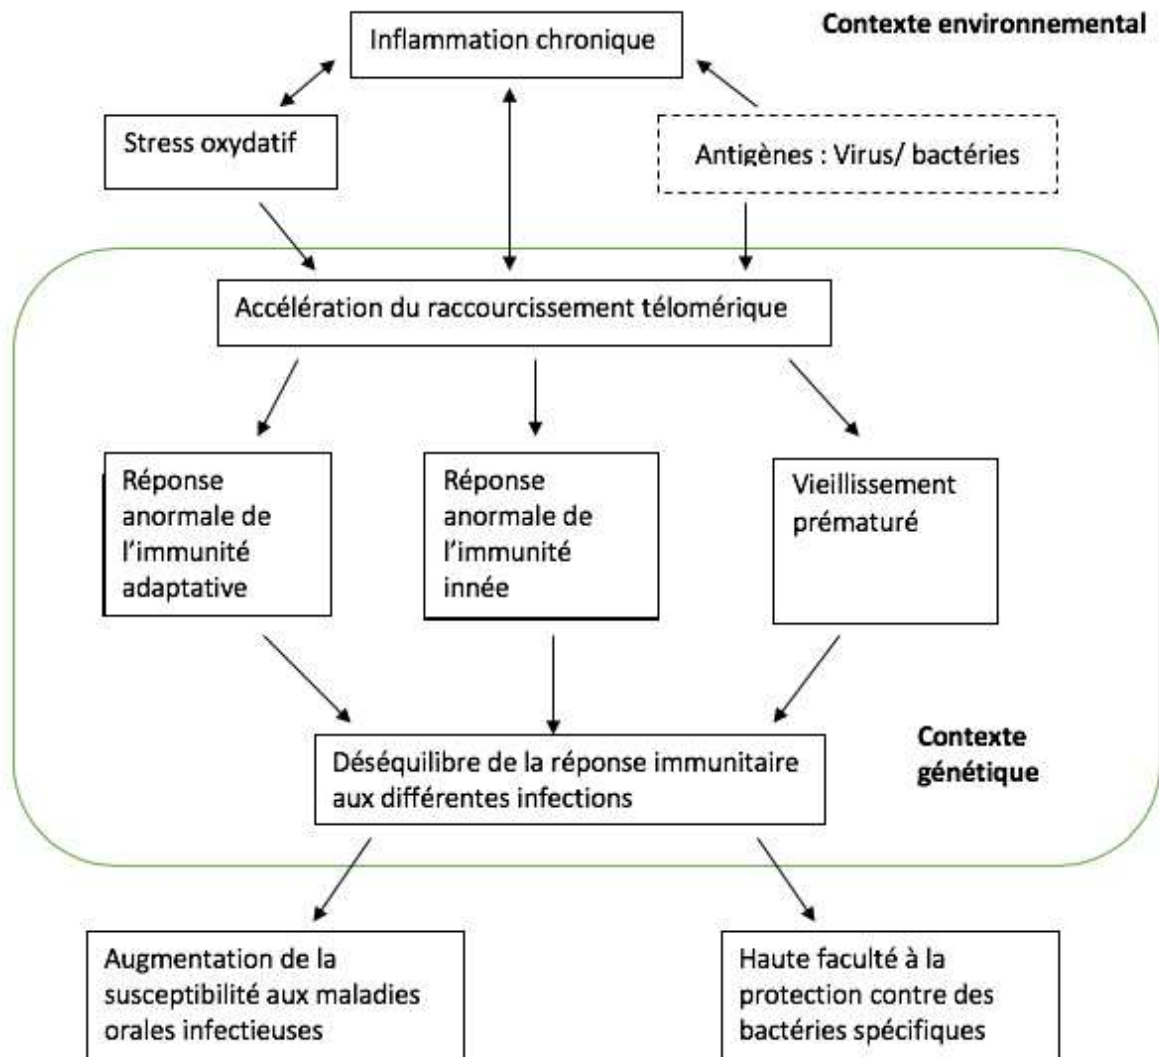 Contexte environnemental
Inflammation chronique
Stress oxydatif
Antigènes : Virus/ bactéries
Accélération du raccourcissement télomérique
Réponse
anormale de
l'immunité
adaptative
Réponse
anormale de
l'immunité
innée
Vieillissement
prématuré
Déséquilibre de la réponse immunitaire
aux différentes infections
Contexte
génétique
Augmentation de la
susceptibilité aux maladies
orales infectieuses
Haute faculté à la
protection contre des
bactéries spécifiques